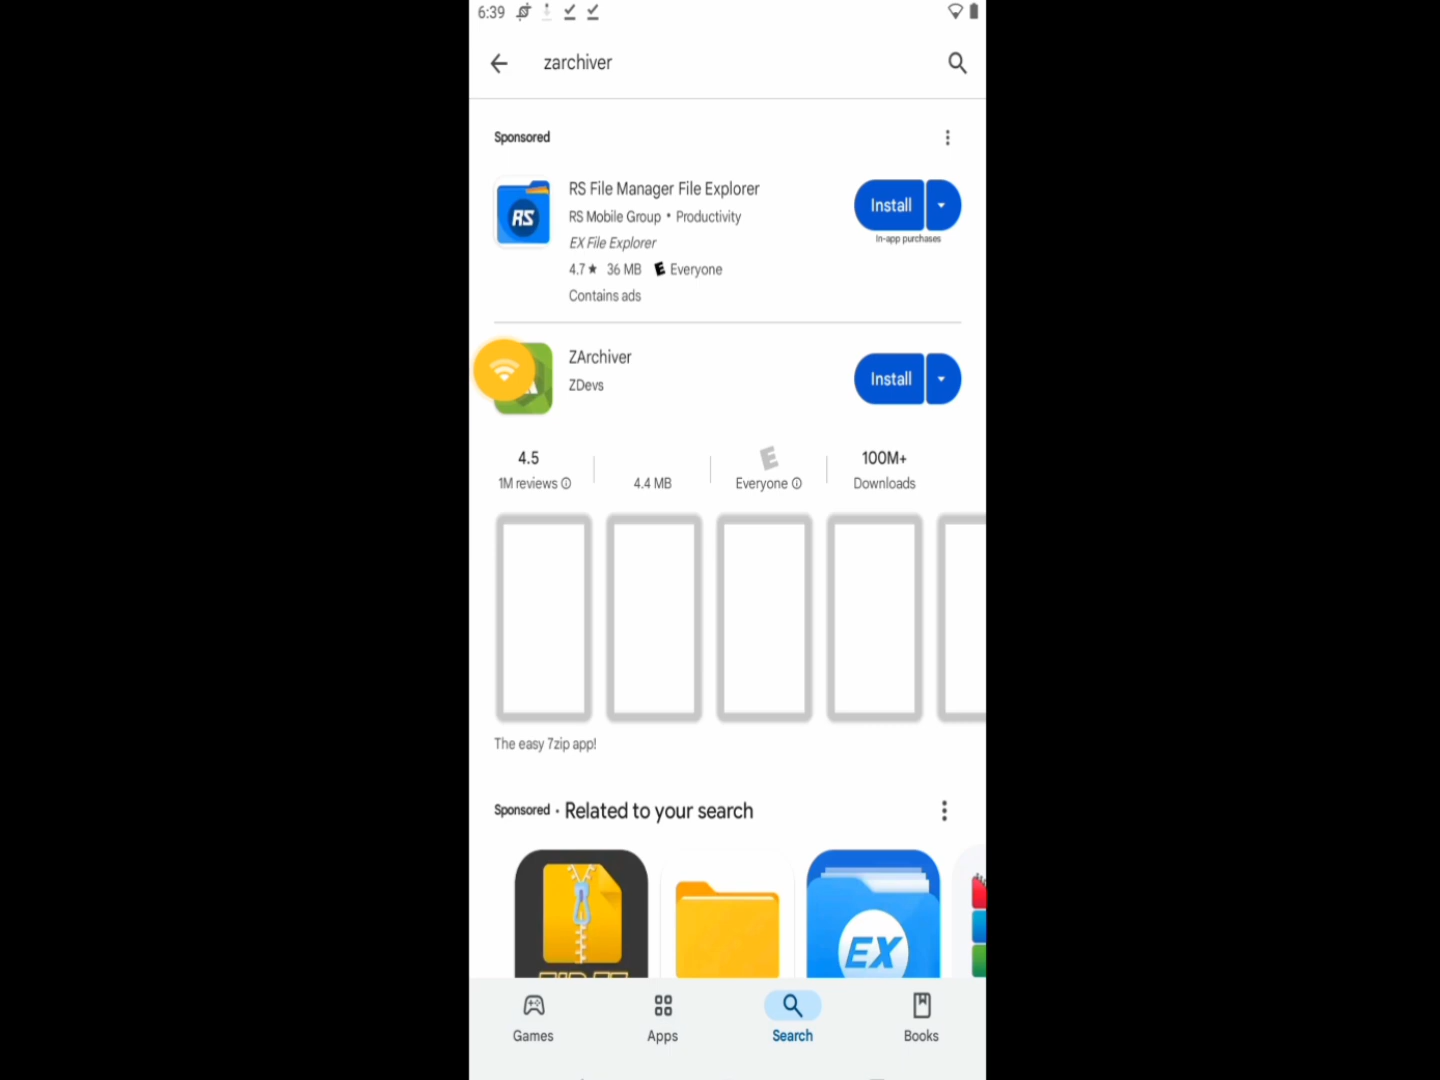 6:39
zarchiver
Sponsored
RS File Manager File Explorer
RS Mobile Group • Productivity
EX File Explorer
4.7★ 36 MB E Everyone
Contains ads
Install
In-app purchases
RS
ZArchiver
ZDevs
Install
4.5
1M reviews
4.4 MB
E
Everyone
100M+
Downloads
The easy 7zip app!
Sponsored · Related to your search
EX
Games
Apps
Search
Books